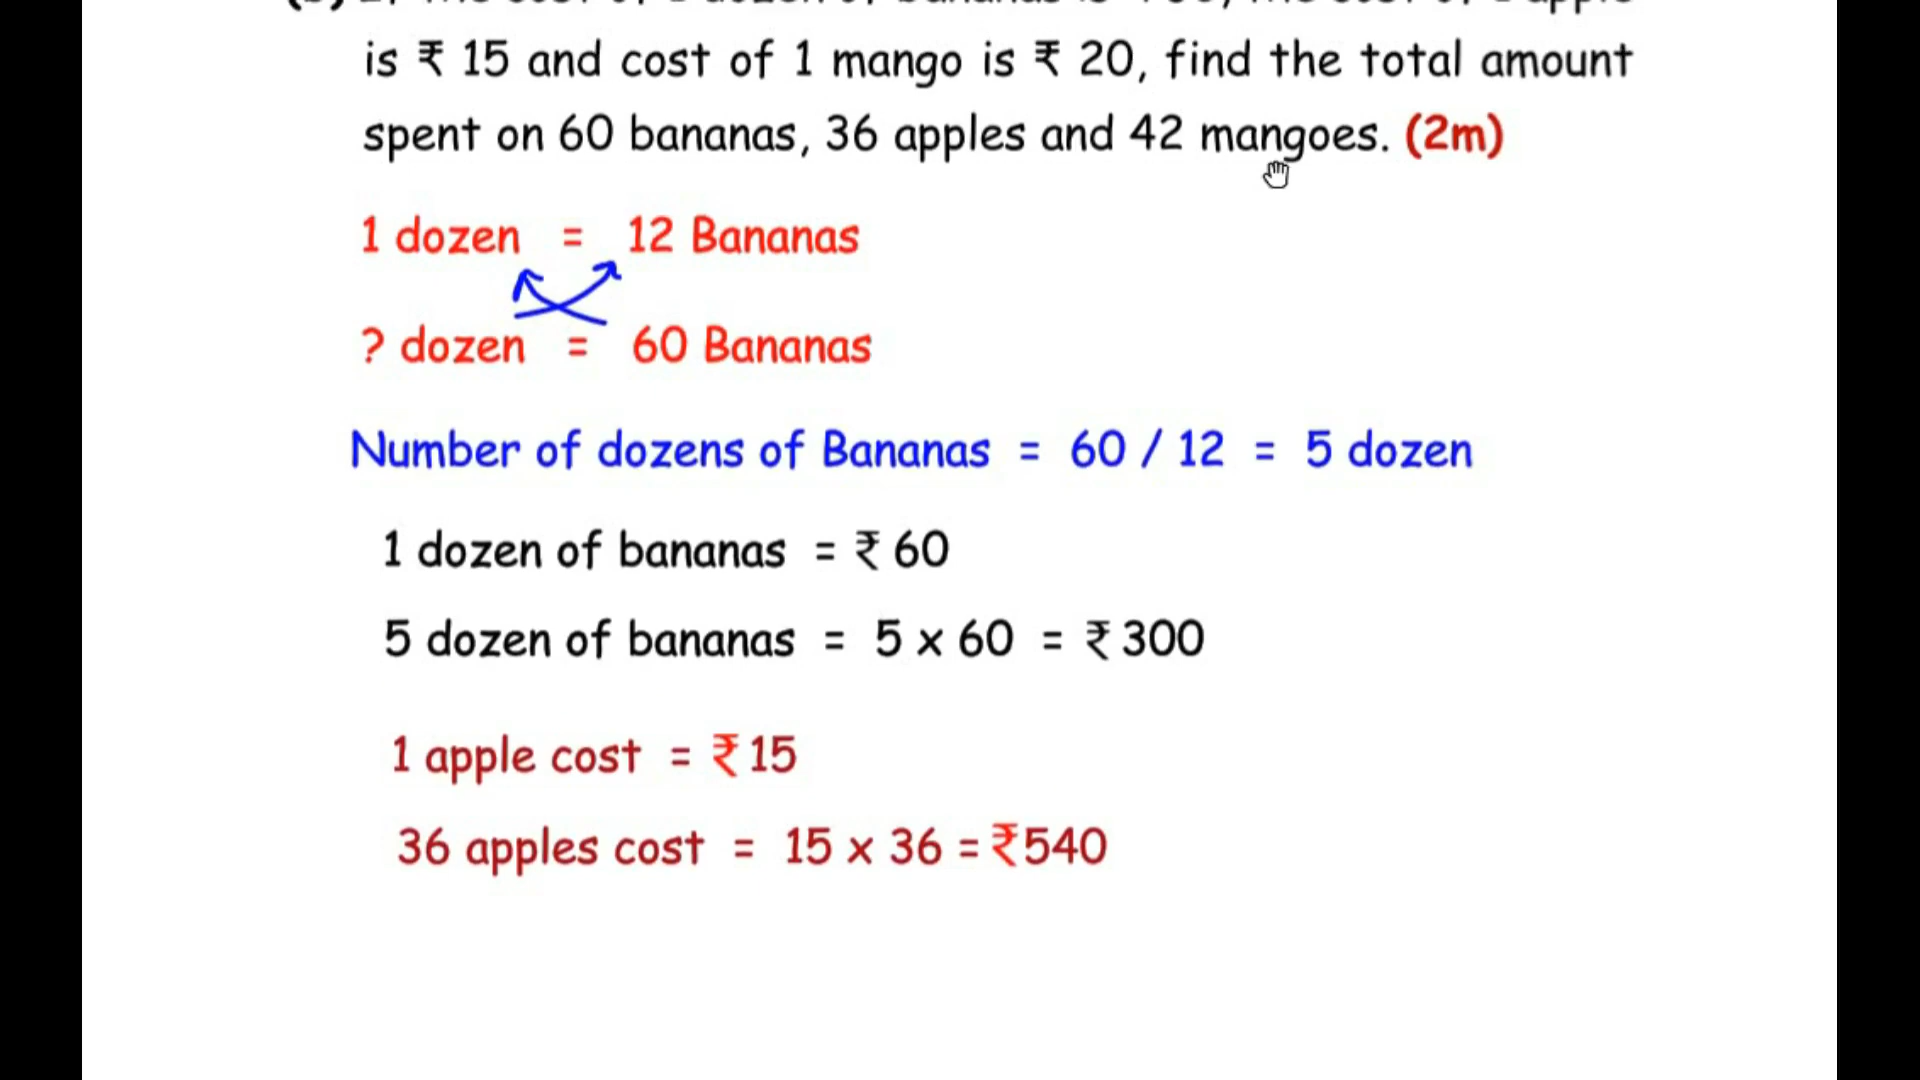 is ₹ 15 and cost of 1 mango is ₹ 20, find the total amount
spent on 60 bananas, 36 apples and 42 mangoes. (2m)
1 dozen = 12 Bananas
? dozen = 60 Bananas
Number of dozens of Bananas = 60 / 12 = 5 dozen
1 dozen of bananas = ₹ 60
5 dozen of bananas = 5 x 60 = ₹ 300
1 apple cost = ₹ 15
36 apples cost = 15 x 36 = ₹540